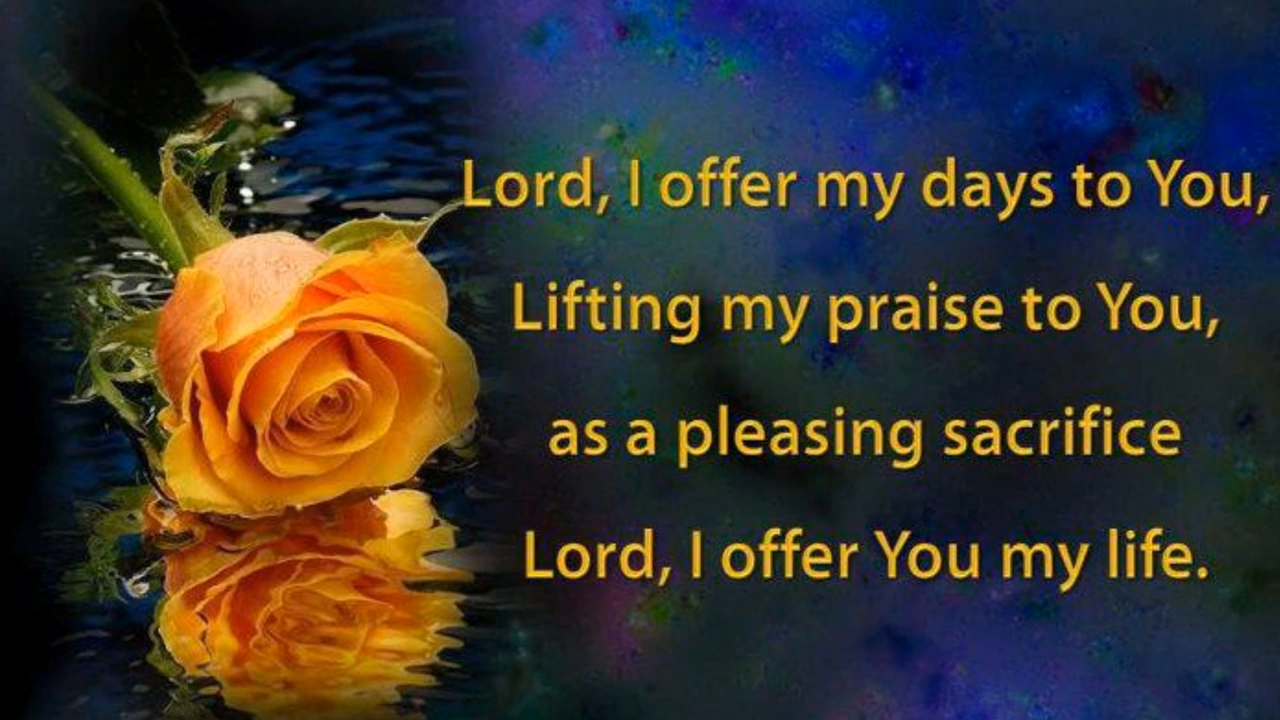 Lord, I offer my days to You,
Lifting my praise to You,
as a pleasing sacrifice
Lord, I offer You my life.